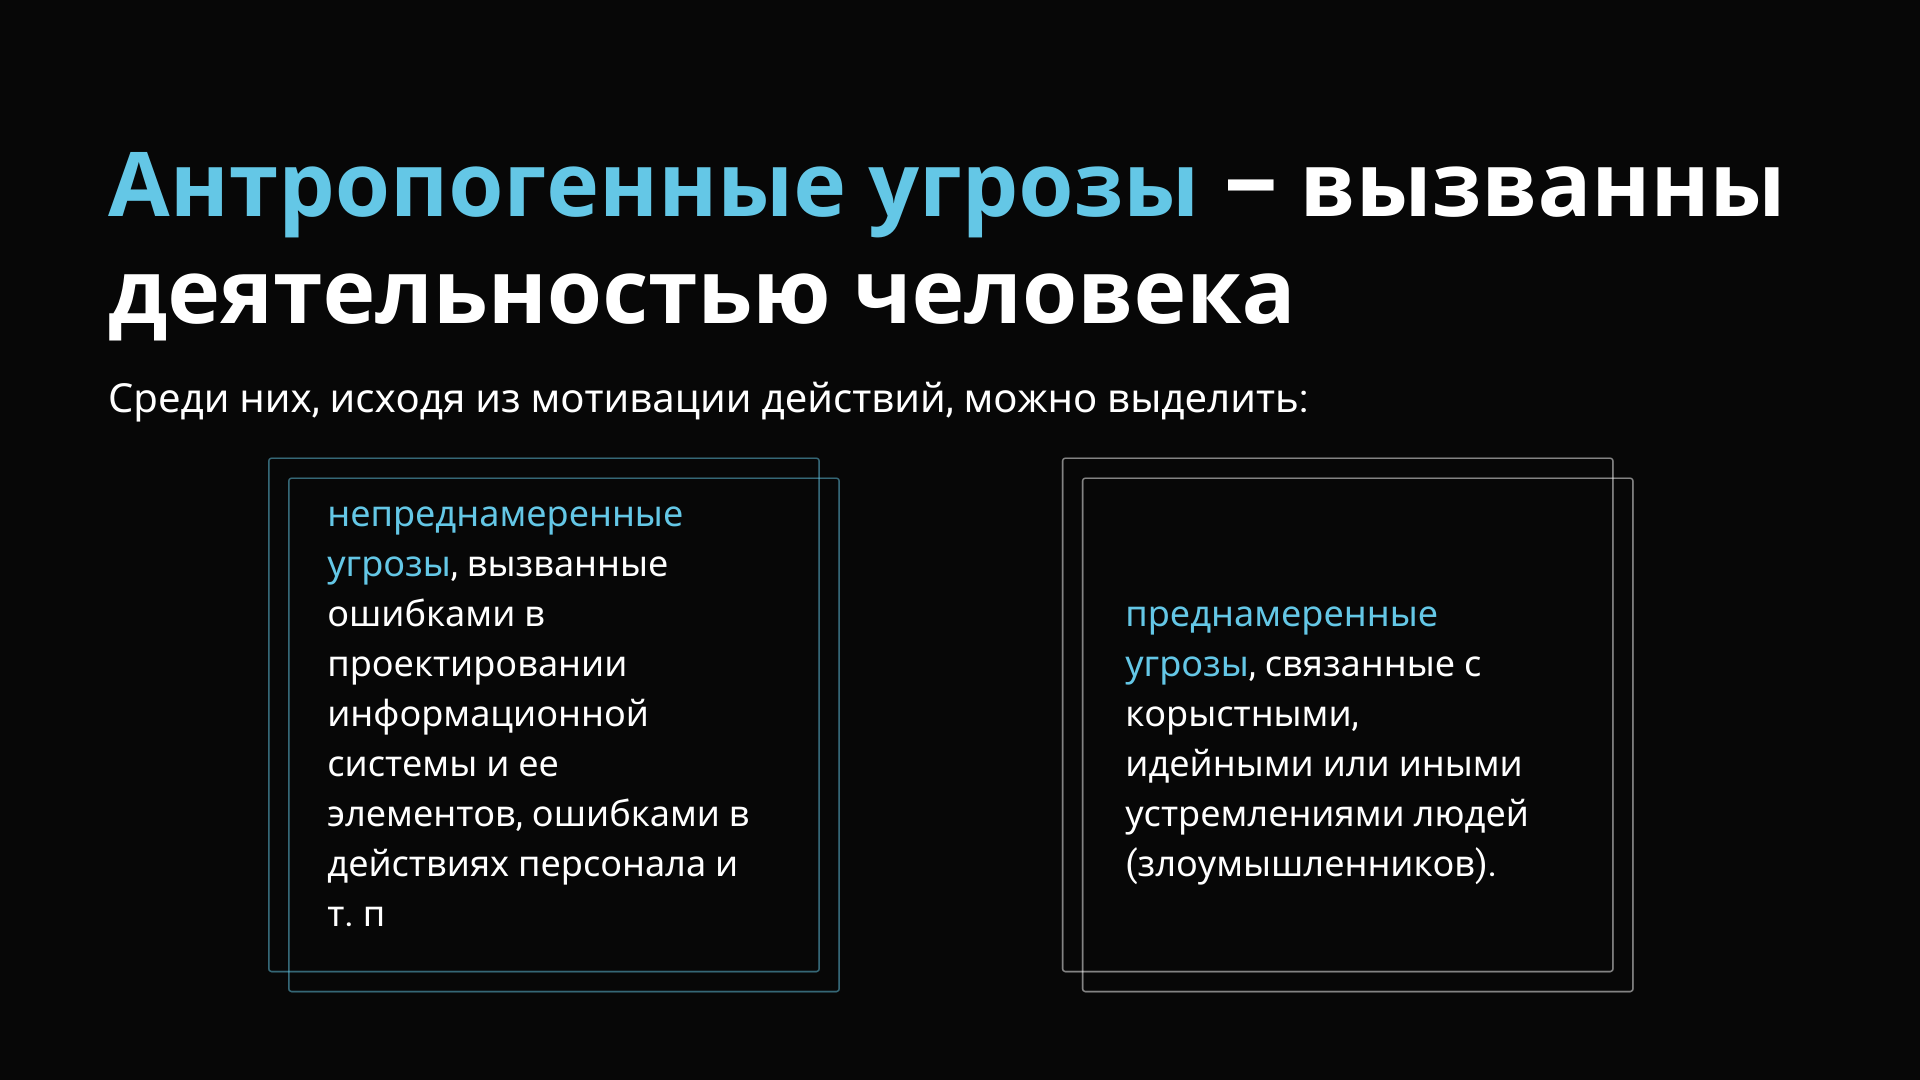 Антропогенные угрозы – вызванны
деятельностью человека
Среди них, исходя из мотивации действий, можно выделить:
непреднамеренные
угрозы, вызванные
ошибками в
проектировании
информационной
системы и ее
элементов, ошибками в
действиях персонала и
т. п
преднамеренные
угрозы, связанные с
корыстными,
идейными или иными
устремлениями людей
(злоумышленников).